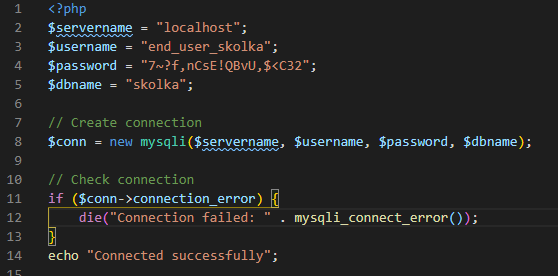 1 <?php
2 $servername = "localhost";
3 $username = "end_user_skolka";
4 $password = "7~?f,nCsE!QBvU,$<C32";
5 $dbname = "skolka";
6
7 // Create connection
8 $conn = new mysqli($servername, $username, $password, $dbname);
9
10 // Check connection
11 if ($conn->connection_error) {
12 die("Connection failed: " . mysqli_connect_error());
13 }
14 echo "Connected successfully";
15